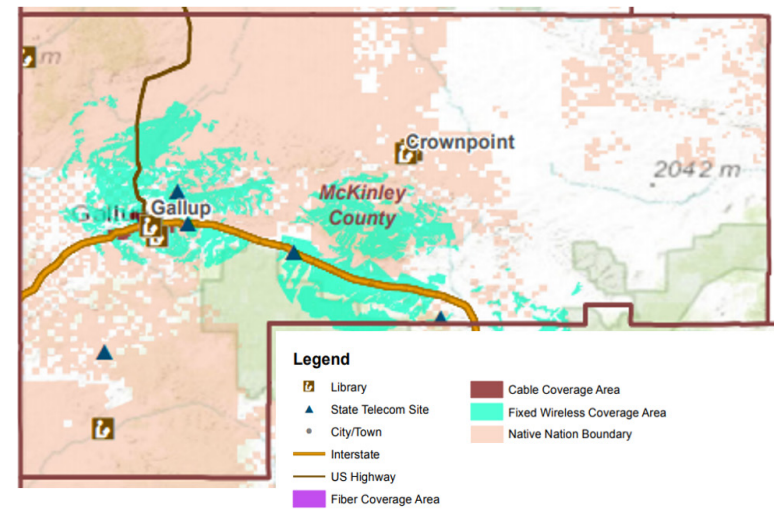 m
Crownpoint
2042 m
McKinley
County
Gallup
Gallup
Legend
Library
State Telecom Site
City/Town
Interstate
US Highway
Fiber Coverage Area
Cable Coverage Area
Fixed Wireless Coverage Area
Native Nation Boundary